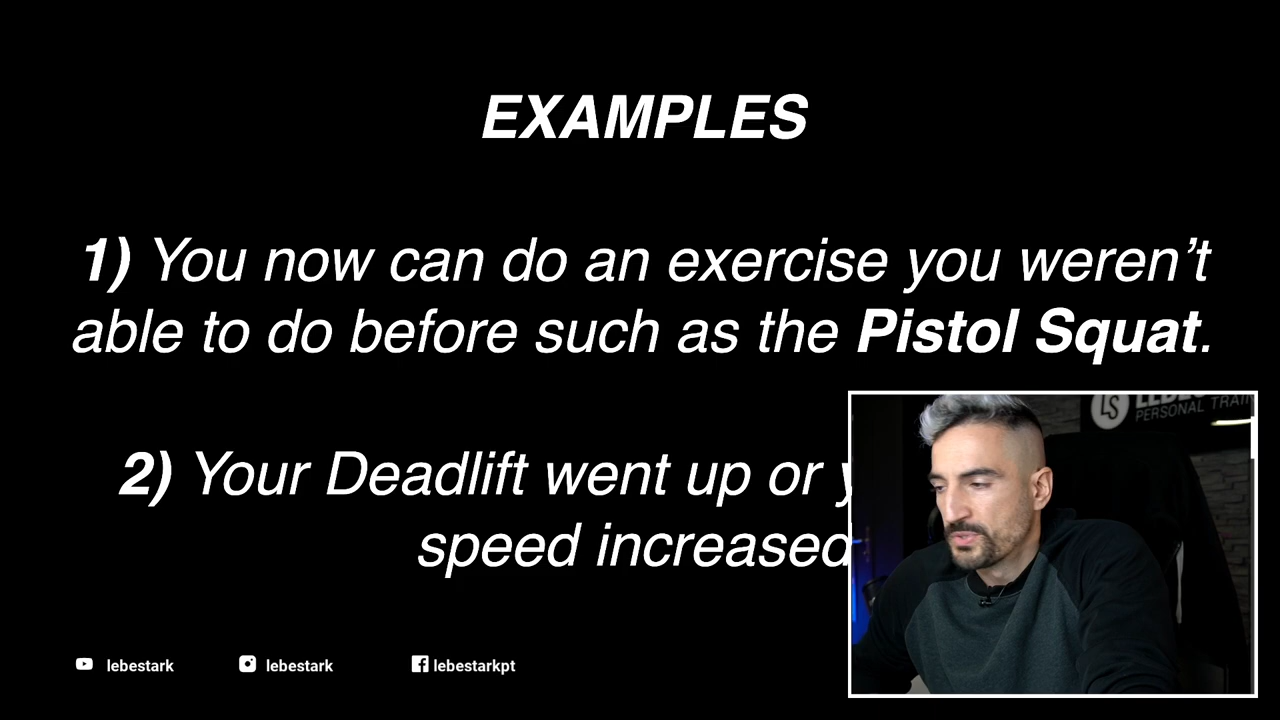 EXAMPLES
1) You now can do an exercise you weren’t
able to do before such as the Pistol Squat.
2) Your Deadlift went up or
speed increased
LS
PERSONAL
lebestark
lebestark
lebestarkpt